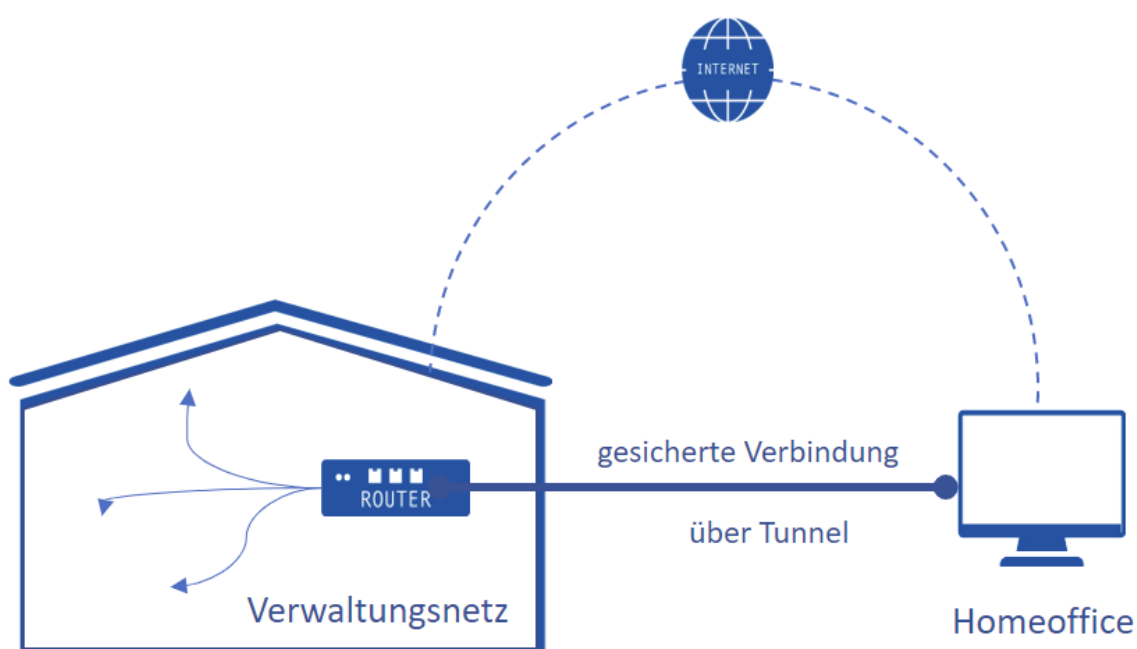 INTERNET
gesicherte Verbindung
ROUTER
über Tunnel
Verwaltungsnetz
Homeoffice